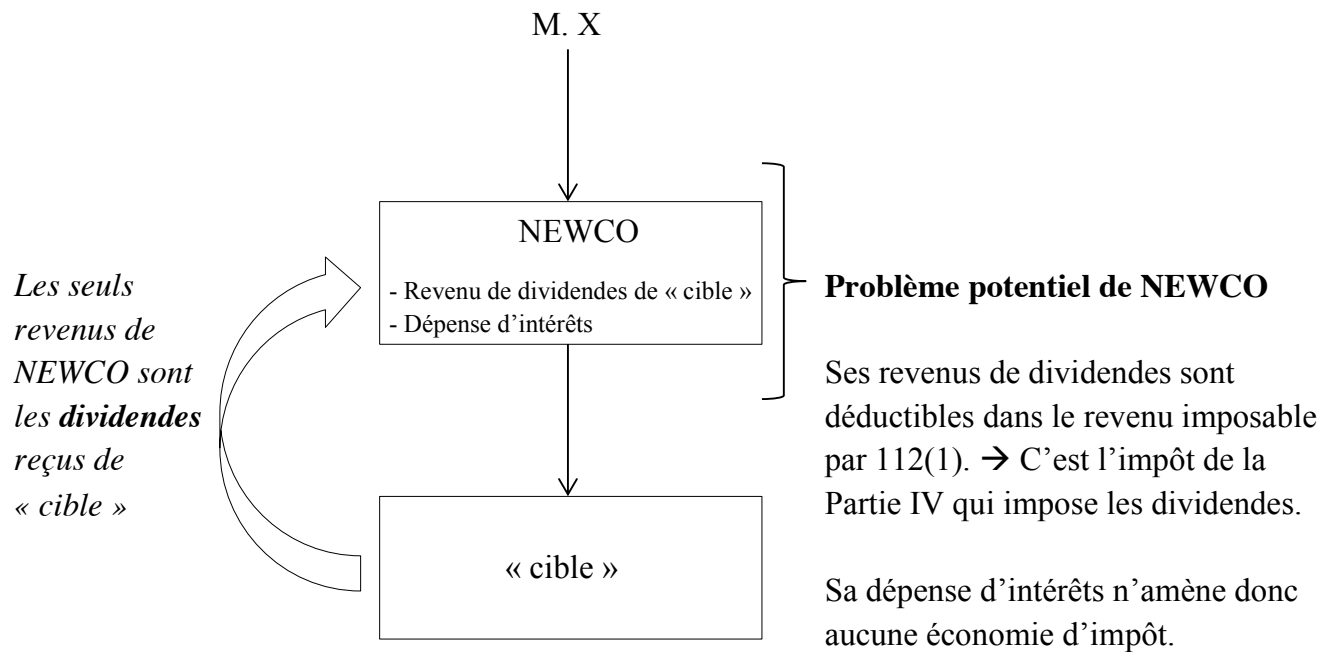 M. X
NEWCO
- Revenu de dividendes de « cible »
- Dépense d’intérêts
Les seuls
revenus de
NEWCO sont
les dividendes
reçus de
« cible »
Problème potentiel de NEWCO
Ses revenus de dividendes sont
déductibles dans le revenu imposable
par 112(1). → C’est l’impôt de la
Partie IV qui impose les dividendes.
Sa dépense d’intérêts n’amène donc
aucune économie d’impôt.
« cible »